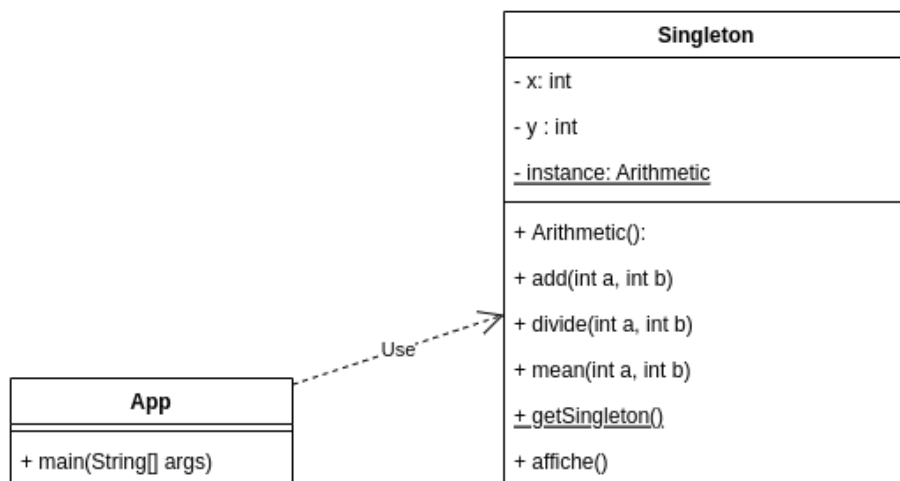 Singleton
- x: int
- y : int
- instance: Arithmetic
+ Arithmetic():
+ add(int a, int b)
+ divide(int a, int b)
+ mean(int a, int b)
+ getSingleton()
+ affiche()
Use
App
+ main(String[] args)